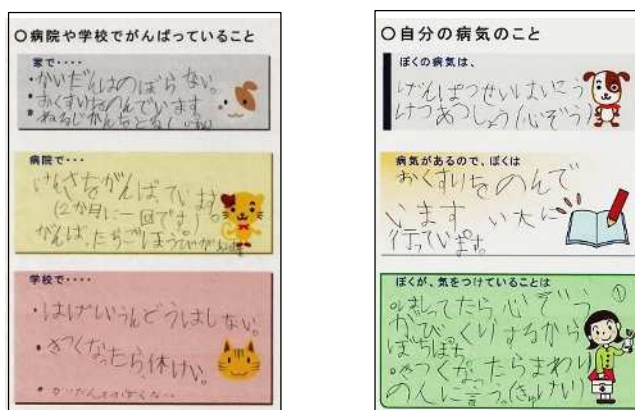 ○病院や学校でがんばっていること
家で・・・・
・かいだんはのぼらない。
・おくすりをのんでいます
・ねるじかんをとる
病院で・・・・
けんさをがんばっています
(2か月に一回です)
がんばったらごほうびが
学校で・・・・
・はげしいうんどうはしない。
・きつくなったら休けい。
○自分の病気のこと
ぼくの病気は、
げんぱつせいはいこう
けつあつしょう(心ぞう)
病気があるので、ぼくは
おくすりをのんで
います い大に
行っています。
ぼくが、気をつけていることは
①
・はしってたら心ぞう
がびっくりするから
ぼちぼち
・きつくなったらまわり
の人に言う。(きゅけい)